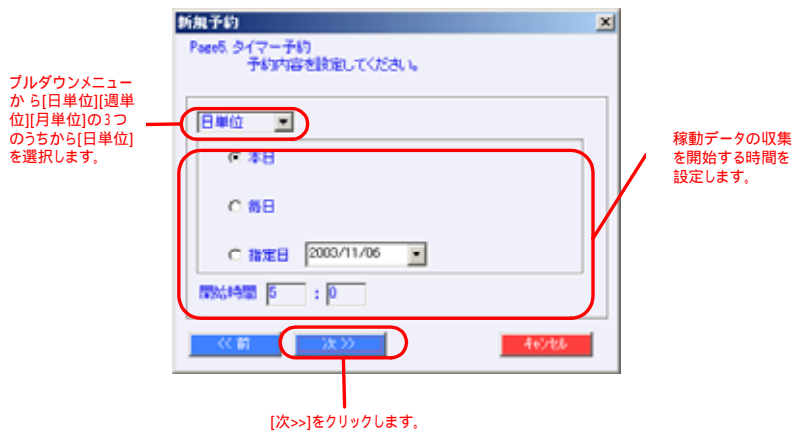 新規予約
Page5. タイマー予約
予約内容を設定してください。
プルダウンメニュー
から[日単位][週単
位][月単位]の3つ
のうちから[日単位]
を選択します。
日単位
本日
毎日
指定日 2003/11/06
開始時間 5 : 0
稼動データの収集
を開始する時間を
設定します。
<< 前
次 >>
キャンセル
[次>>]をクリックします。